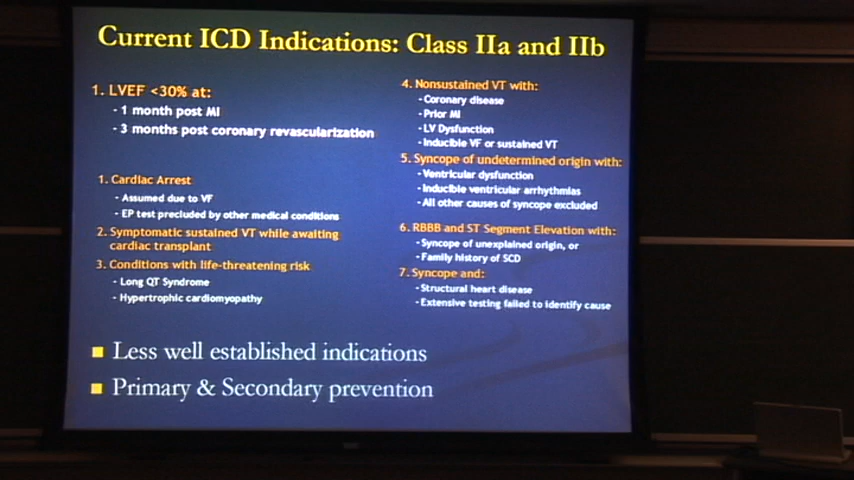 Current ICD Indications: Class IIa and IIb
1. LVEF <30% at:
- 1 month post MI
- 3 months post coronary revascularization
1. Cardiac Arrest
- Assumed due to VF
- EP test precluded by other medical conditions
2. Symptomatic sustained VT while awaiting
cardiac transplant
3. Conditions with life-threatening risk
- Long QT Syndrome
- Hypertrophic cardiomyopathy
4. Nonsustained VT with:
- Coronary disease
- Prior MI
- LV Dysfunction
- Inducible VF or sustained VT
5. Syncope of undetermined origin with:
- Ventricular dysfunction
- Inducible ventricular arrhythmias
- All other causes of syncope excluded
6. RBBB and ST Segment Elevation with:
- Syncope of unexplained origin, or
- Family history of SCD
7. Syncope and:
- Structural heart disease
- Extensive testing failed to identify cause
■ Less well established indications
■ Primary & Secondary prevention